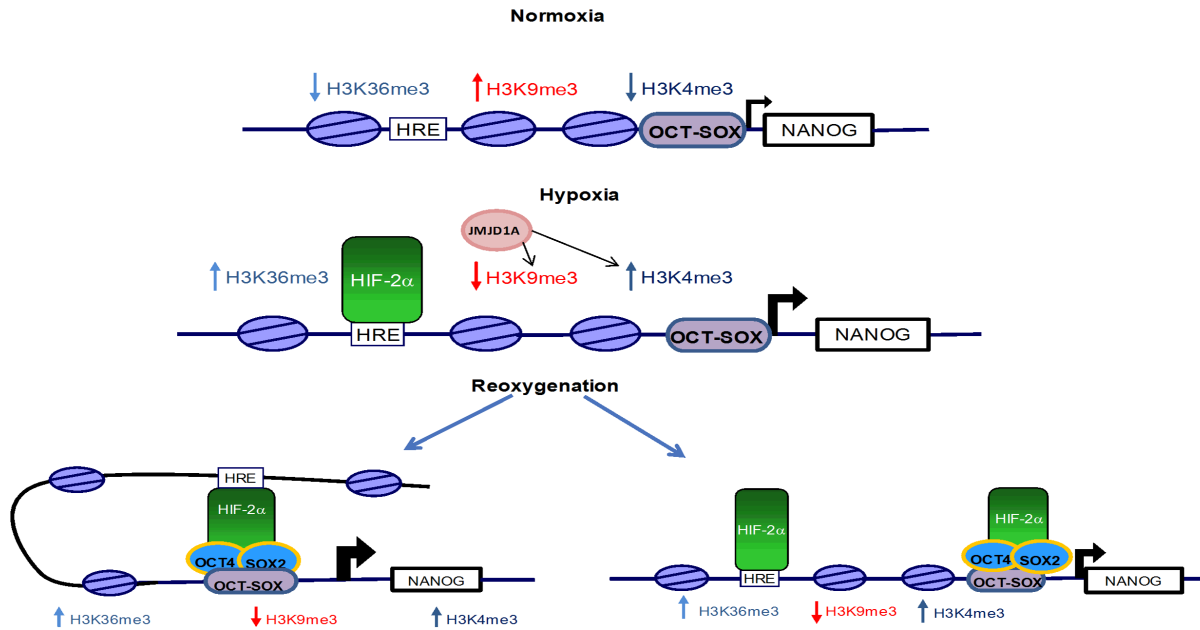 Normoxia
H3K36me3 H3K9me3 H3K4me3
HRE OCT-SOX NANOG
Hypoxia
JMJD1A
H3K36me3 HIF-2α H3K9me3 H3K4me3
HRE OCT-SOX NANOG
Reoxygenation
HRE
HIF-2α
OCT4 SOX2
OCT-SOX NANOG
H3K36me3 H3K9me3 H3K4me3
HIF-2α HIF-2α
OCT4 SOX2
HRE OCT-SOX NANOG
H3K36me3 H3K9me3 H3K4me3